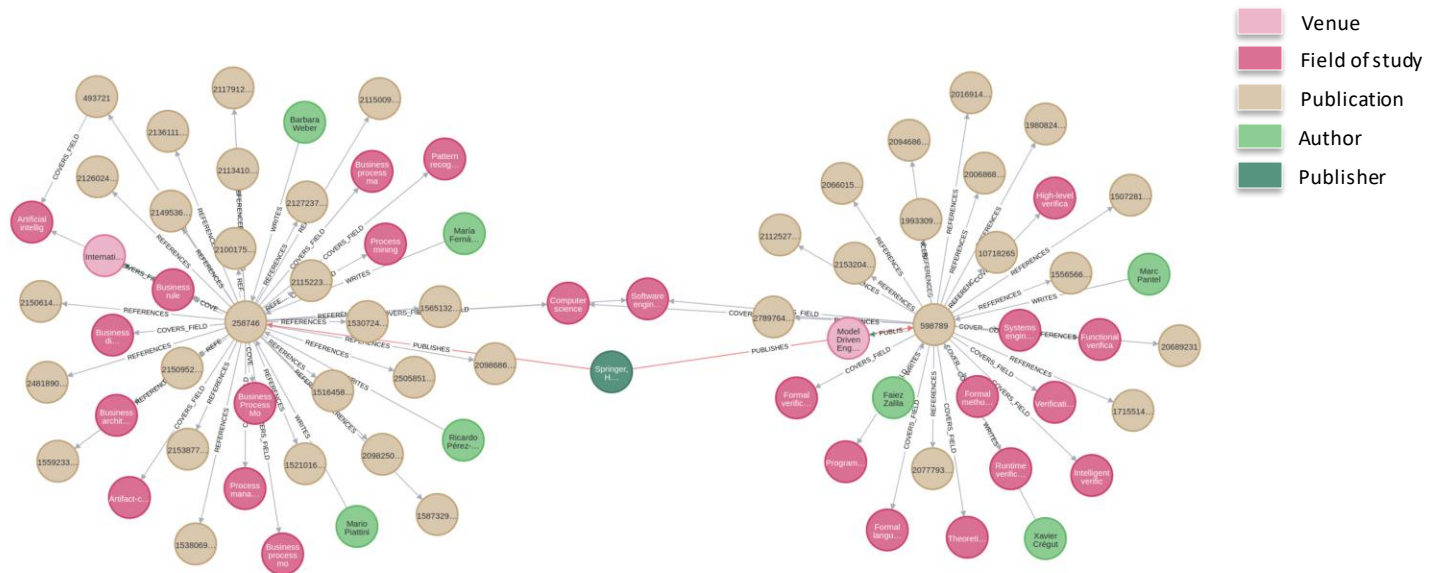 Venue
Field of study
Publication
Author
Publisher
493721
2117912...
2115009...
2136111...
Barbara
Weber
2126024...
2113410...
Business
process
ma
Pattern
recog...
2149536...
2127237...
Artificial
intellig
Internati...
2100175...
Process
mining
María
Ferná...
Business
rule
2115223...
2150614...
258746
1530724...
1565132...
Computer
science
Software
engin...
Business
di...
2150952...
2098686...
Springer,
H...
2481890...
1516458...
2505851...
Business
archit...
Business
Process
Mo
1559233...
2153877...
2098250...
Ricardo
Pérez-...
1521016...
Artifact-c...
Process
mana...
1587329...
Mario
Piattini
1538069...
Business
process
mo
2016914...
1980824...
2094686...
2066015...
2006868...
High-level
verifica
1507281...
1993309...
2112527...
2153204...
10718265
1556566...
Marc
Pantel
2789764...
Model
Driven
Eng...
598789
Systems
engin...
Functional
verifica
20689231
Formal
verific...
Faiez
Zalila
Formal
metho...
Verificati...
1715514...
Program...
2077793...
Runtime
verific...
Intelligent
verific
Formal
langu...
Theoreti...
Xavier
Crégut
COVERS_FIELD
REFERENCES
WRITES
PUBLISHES
PUBLISHES